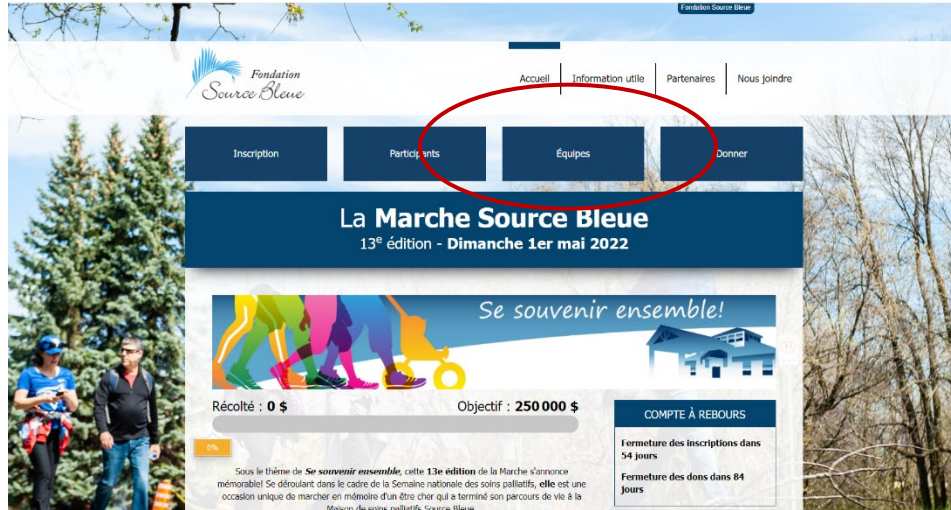 Fondation Source Bleue
Fondation
Source Bleue
Accueil
Information utile
Partenaires
Nous joindre
Inscription
Participants
Équipes
Donner
La Marche Source Bleue
13e édition - Dimanche 1er mai 2022
Se souvenir ensemble!
Récolté : 0 $
Objectif : 250 000 $
0%
COMPTE À REBOURS
Fermeture des inscriptions dans
54 jours
Fermeture des dons dans 84
jours
Sous le thème de Se souvenir ensemble, cette 13e édition de la Marche s'annonce
mémorable! Se déroulant dans le cadre de la Semaine nationale des soins palliatifs, elle est une
occasion unique de marcher en mémoire d'un être cher qui a terminé son parcours de vie à la
Maison de soins palliatifs Source Bleue.